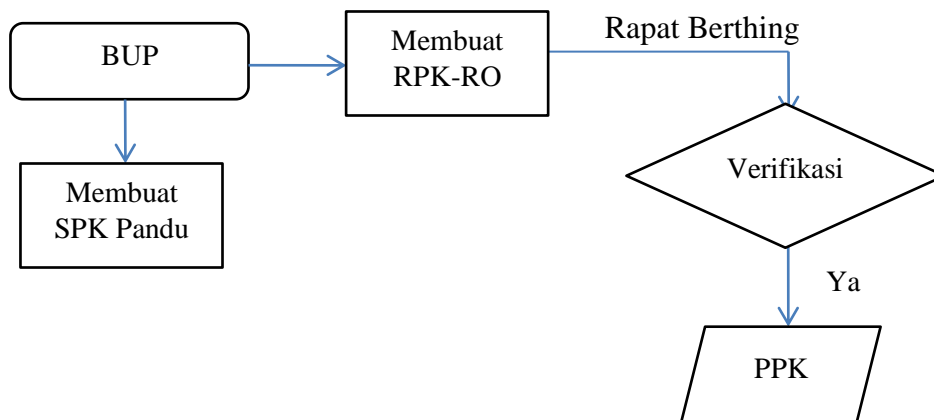 BUP
Membuat
RPK-RO
Rapat Berthing
Membuat
SPK Pandu
Verifikasi
Ya
PPK